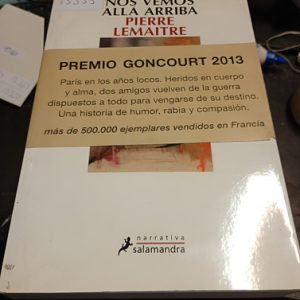 NOS VEMOS
ALLÁ ARRIBA
PIERRE
LEMAITRE
PREMIO GONCOURT 2013
París en los años locos. Heridos en cuerpo
y alma, dos amigos vuelven de la guerra
dispuestos a todo para vengarse de su destino.
Una historia de humor, rabia y compasión.
más de 500.000 ejemplares vendidos en Francia
narrativa
salamandra